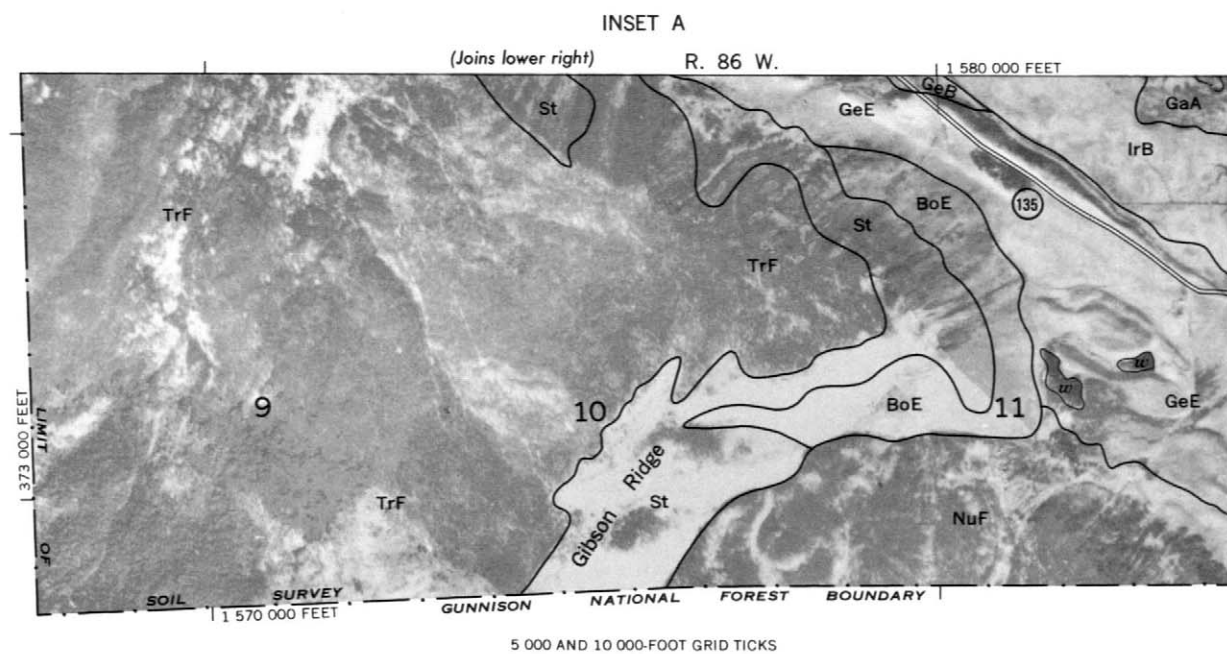 INSET A
(Joins lower right)
R. 86 W.
1 580 000 FEET
GeB
GaA
St
GeE
IrB
TrF
BoE
135
St
TrF
w
w
9
10
BoE
11
GeE
LIMIT
373 000 FEET
Ridge
TrF
St
NuF
Gibson
OF
SOIL SURVEY
GUNNISON NATIONAL FOREST BOUNDARY
1 570 000 FEET
5 000 AND 10 000-FOOT GRID TICKS